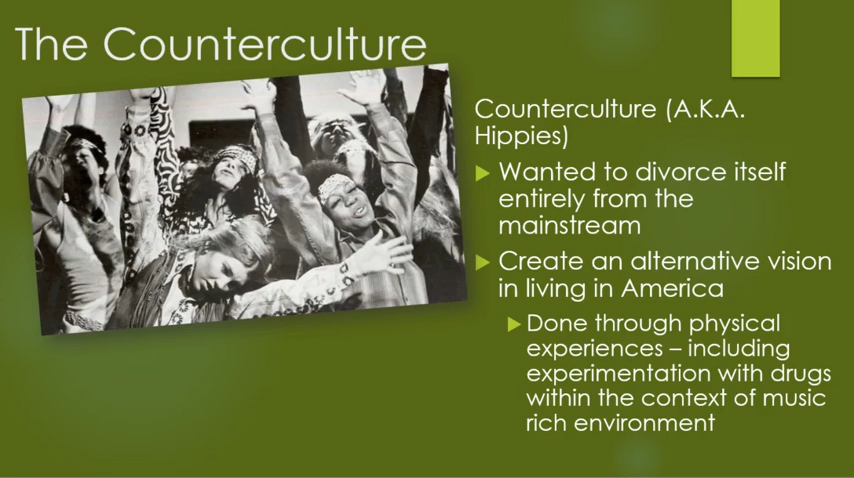 The Counterculture
Counterculture (A.K.A.
Hippies)
Wanted to divorce itself
entirely from the
mainstream
Create an alternative vision
in living in America
Done through physical
experiences – including
experimentation with drugs
within the context of music
rich environment